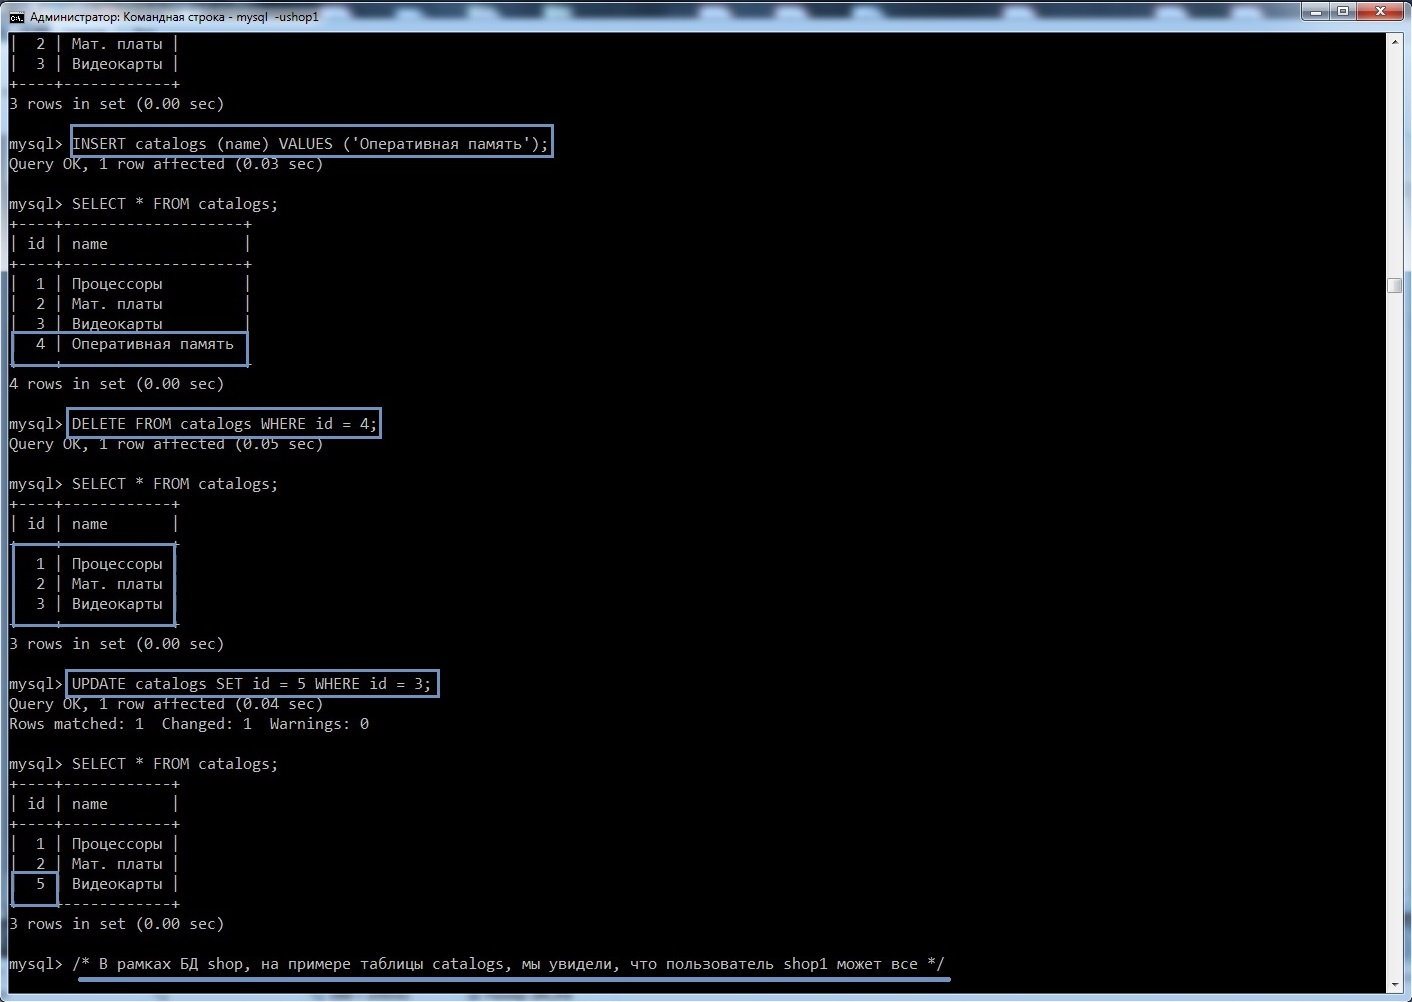 Администратор: Командная строка - mysql  -ushop1
|  2 | Мат. платы |
|  3 | Видеокарты |
+----+------------+
3 rows in set (0.00 sec)
mysql> INSERT catalogs (name) VALUES ('Оперативная память');
Query OK, 1 row affected (0.03 sec)
mysql> SELECT * FROM catalogs;
+----+--------------------+
| id | name               |
+----+--------------------+
|  1 | Процессоры         |
|  2 | Мат. платы         |
|  3 | Видеокарты         |
|  4 | Оперативная память
4 rows in set (0.00 sec)
mysql> DELETE FROM catalogs WHERE id = 4;
Query OK, 1 row affected (0.05 sec)
mysql> SELECT * FROM catalogs;
+----+------------+
| id | name       |
+----+------------+
|  1 | Процессоры |
|  2 | Мат. платы |
|  3 | Видеокарты |
3 rows in set (0.00 sec)
mysql> UPDATE catalogs SET id = 5 WHERE id = 3;
Query OK, 1 row affected (0.04 sec)
Rows matched: 1  Changed: 1  Warnings: 0
mysql> SELECT * FROM catalogs;
+----+------------+
| id | name       |
+----+------------+
|  1 | Процессоры |
|  2 | Мат. платы |
|  5 | Видеокарты |
+----+------------+
3 rows in set (0.00 sec)
mysql> /* В рамках БД shop, на примере таблицы catalogs, мы увидели, что пользователь shop1 может все */